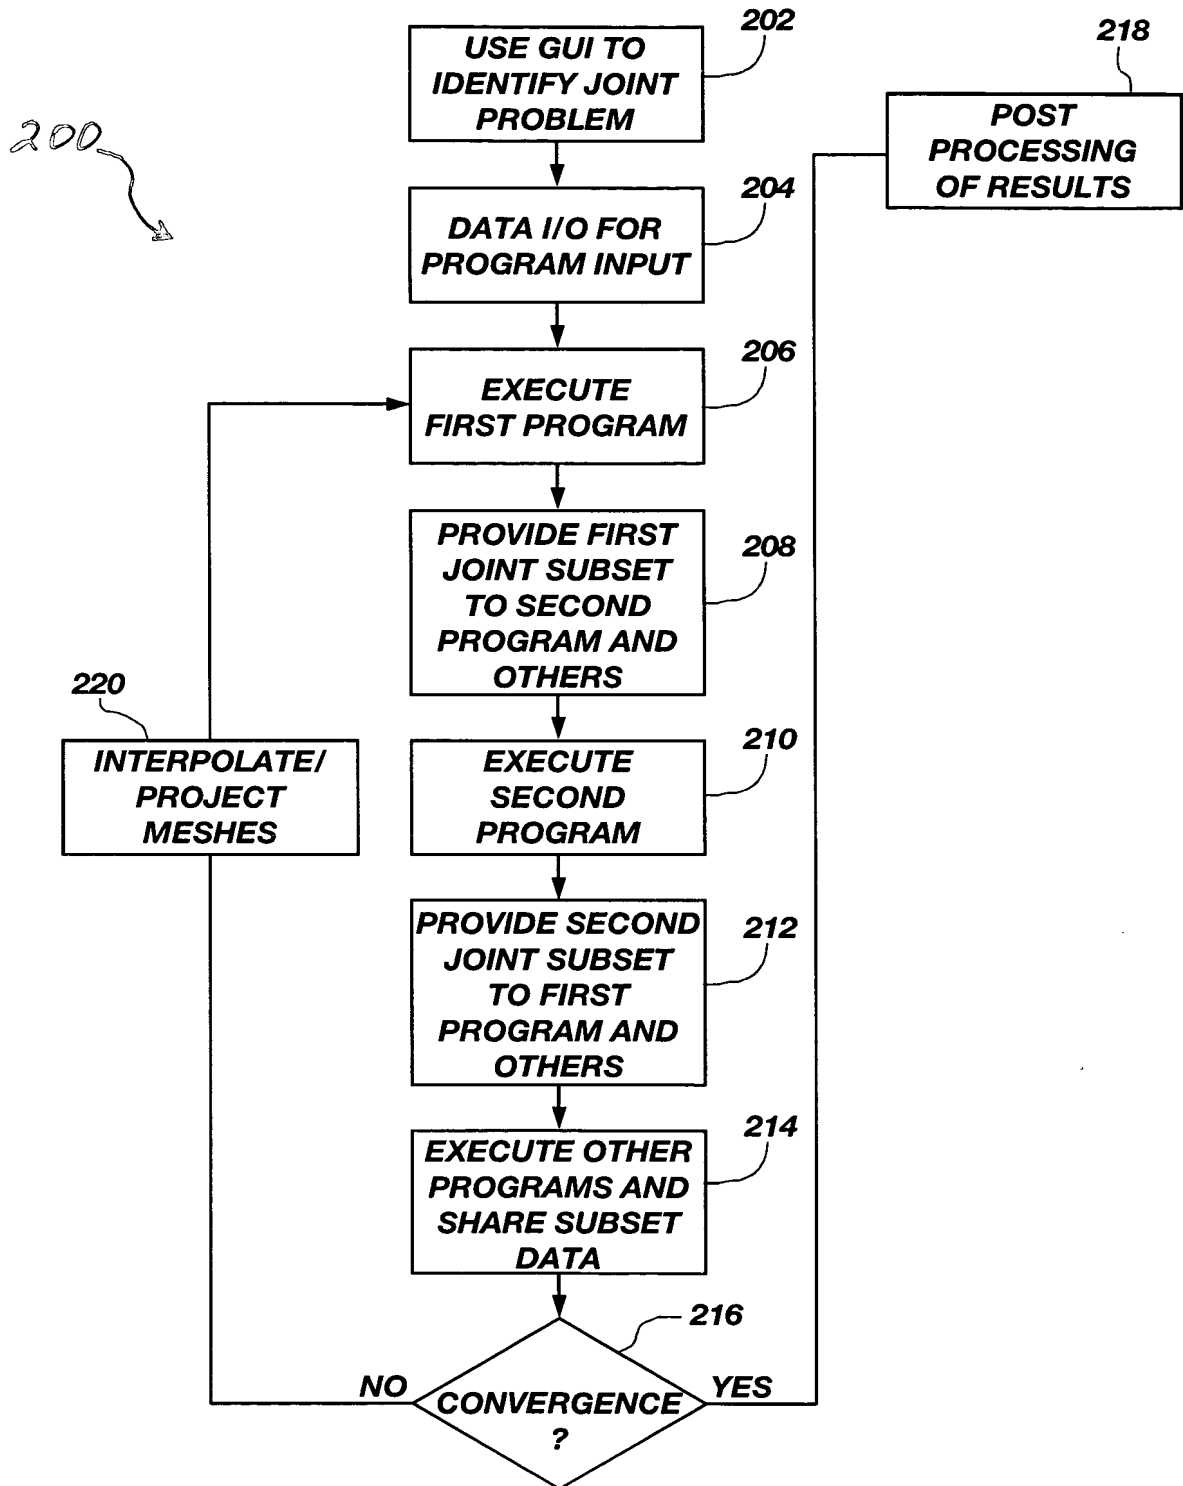 202
USE GUI TO
IDENTIFY JOINT
PROBLEM
218
POST
PROCESSING
OF RESULTS
200
204
DATA I/O FOR
PROGRAM INPUT
206
EXECUTE
FIRST PROGRAM
208
PROVIDE FIRST
JOINT SUBSET
TO SECOND
PROGRAM AND
OTHERS
220
INTERPOLATE/
PROJECT
MESHES
210
EXECUTE
SECOND
PROGRAM
212
PROVIDE SECOND
JOINT SUBSET
TO FIRST
PROGRAM AND
OTHERS
214
EXECUTE OTHER
PROGRAMS AND
SHARE SUBSET
DATA
216
NO
CONVERGENCE
?
YES